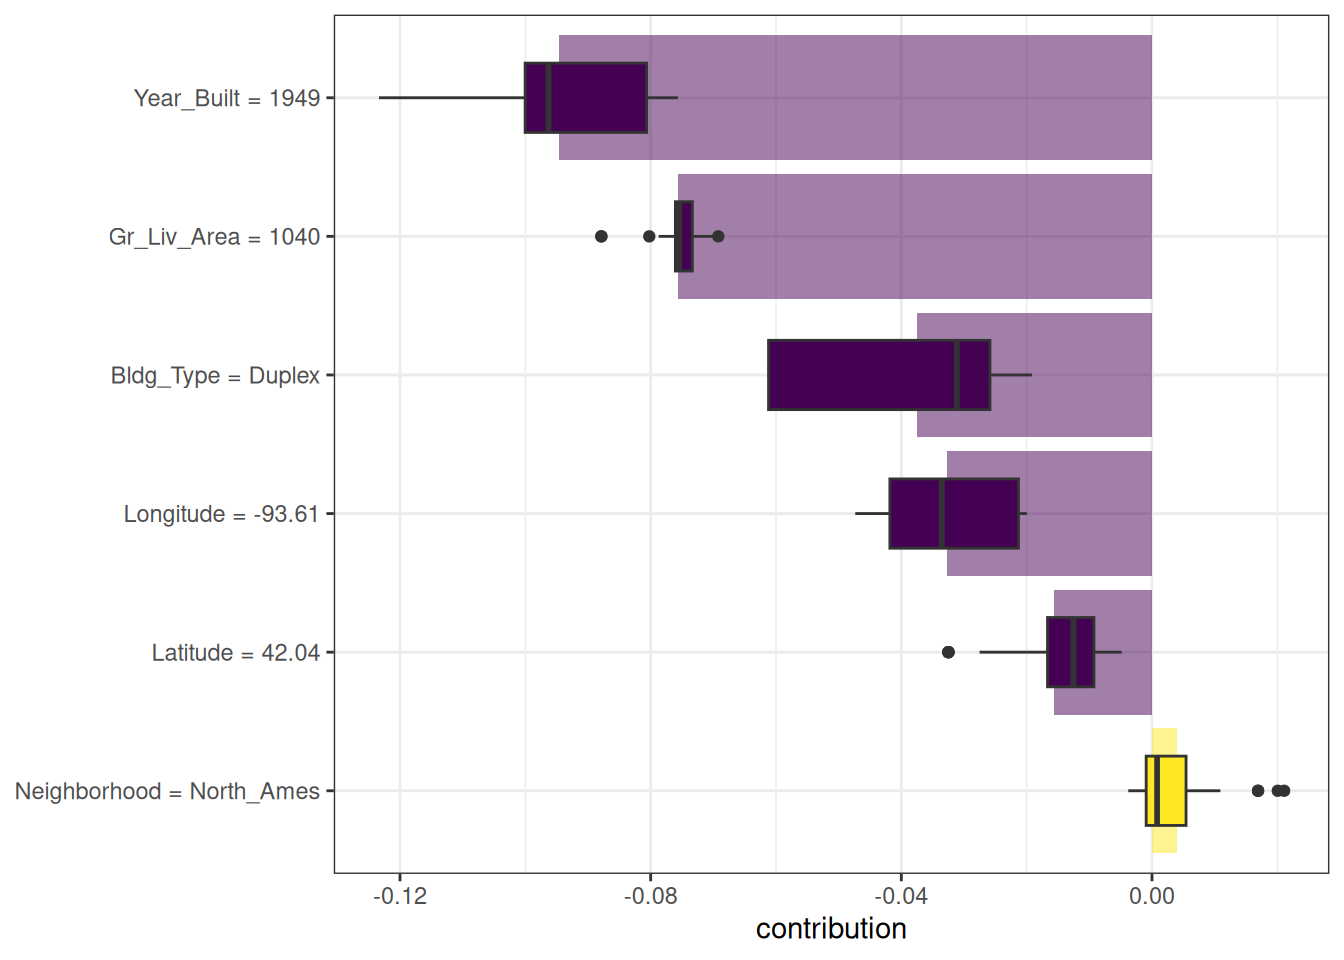 Year_Built = 1949
Gr_Liv_Area = 1040
Bldg_Type = Duplex
Longitude = -93.61
Latitude = 42.04
Neighborhood = North_Ames
-0.12 -0.08 -0.04 0.00
contribution